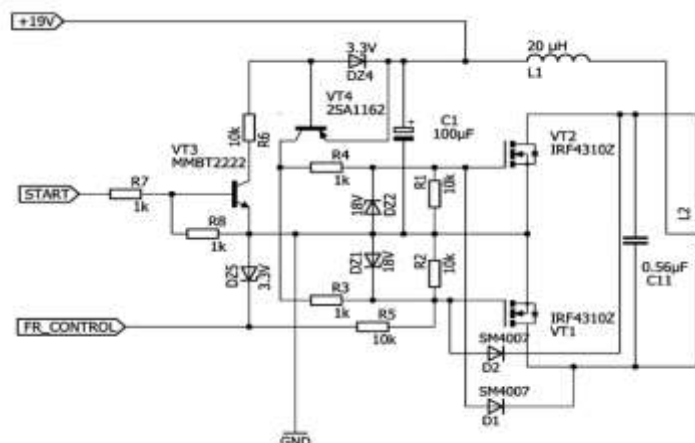 +19V
3.3V
DZ4
20 µH
L1
VT4
2SA1162
C1
100µF
10k
R6
VT3
MMBT2222
VT2
IRF4310Z
R4
1k
R1
10k
18V
DZ2
START
R7
1k
R8
1k
L2
DZ5
3.3V
DZ1
18V
R2
10k
0.56µF
C11
R3
1k
IRF4310Z
VT1
FR_CONTROL
R5
10k
SM4007
D2
SM4007
D1
GND